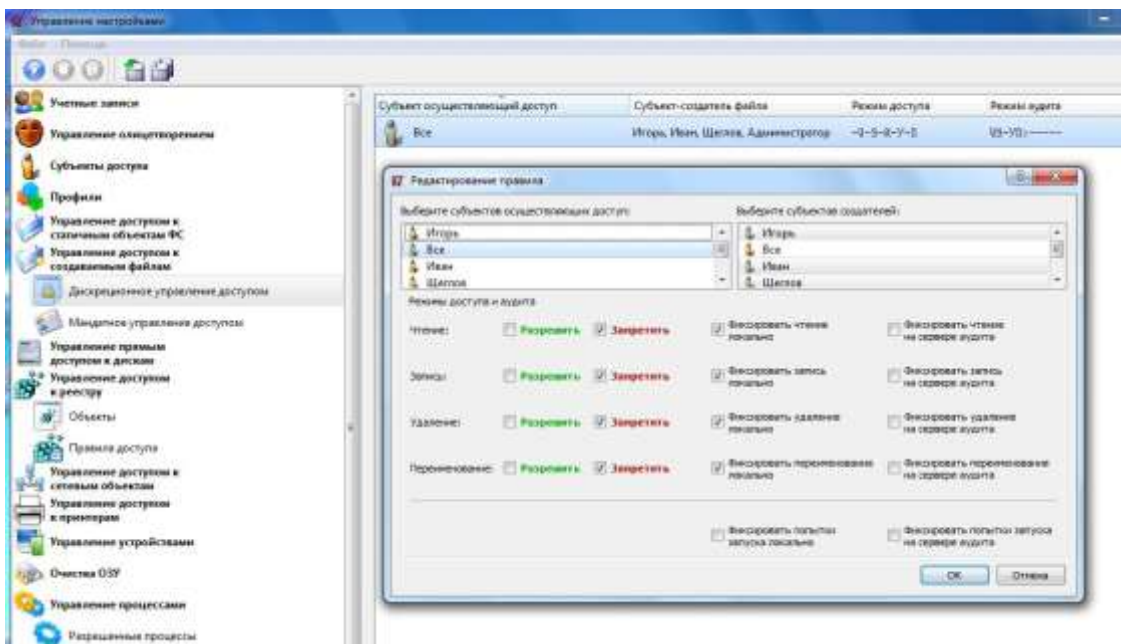 Управление настройками
Файл Помощь
Учетные записи
Управление олицетворением
Субъекты доступа
Профили
Управление доступом к
статичным объектам ФС
Управление доступом к
создаваемым файлам
Дискреционное управление доступом
Мандатное управление доступом
Управление прямым
доступом к дискам
Управление доступом
к реестру
Объекты
Правила доступа
Управление доступом к
сетевым объектам
Управление доступом
к принтерам
Управление устройствами
Очистка ОЗУ
Управление процессами
Разрешенные процессы
Субъект осуществляющий доступ Субъект-создатель файла Режим доступа Режим аудита
Все Игорь, Иван, Щеглов, Администратор
Редактирование правила
Выберите субъектов осуществляющих доступ: Выберите субъектов создателей:
Игорь Игорь
Все Все
Иван Иван
Щеглов Щеглов
Режимы доступа и аудита
Чтение: Разрешить Запретить Фиксировать чтение локально Фиксировать чтение на сервере аудита
Запись: Разрешить Запретить Фиксировать запись локально Фиксировать запись на сервере аудита
Удаление: Разрешить Запретить Фиксировать удаление локально Фиксировать удаление на сервере аудита
Переименование: Разрешить Запретить Фиксировать переименование локально Фиксировать переименование на сервере аудита
Фиксировать попытки запуска локально Фиксировать попытки запуска на сервере аудита
OK Отмена